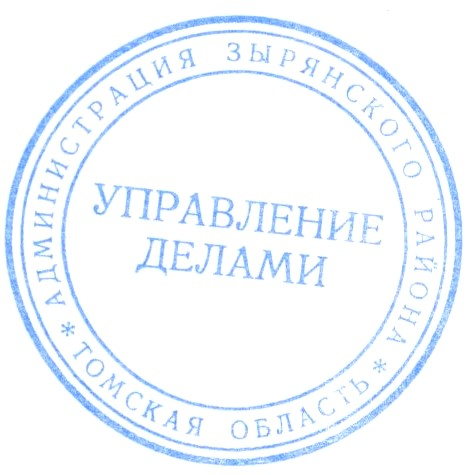 АДМИНИСТРАЦИЯ ЗЫРЯНСКОГО РАЙОНА
* ТОМСКАЯ ОБЛАСТЬ *
УПРАВЛЕНИЕ
ДЕЛАМИ